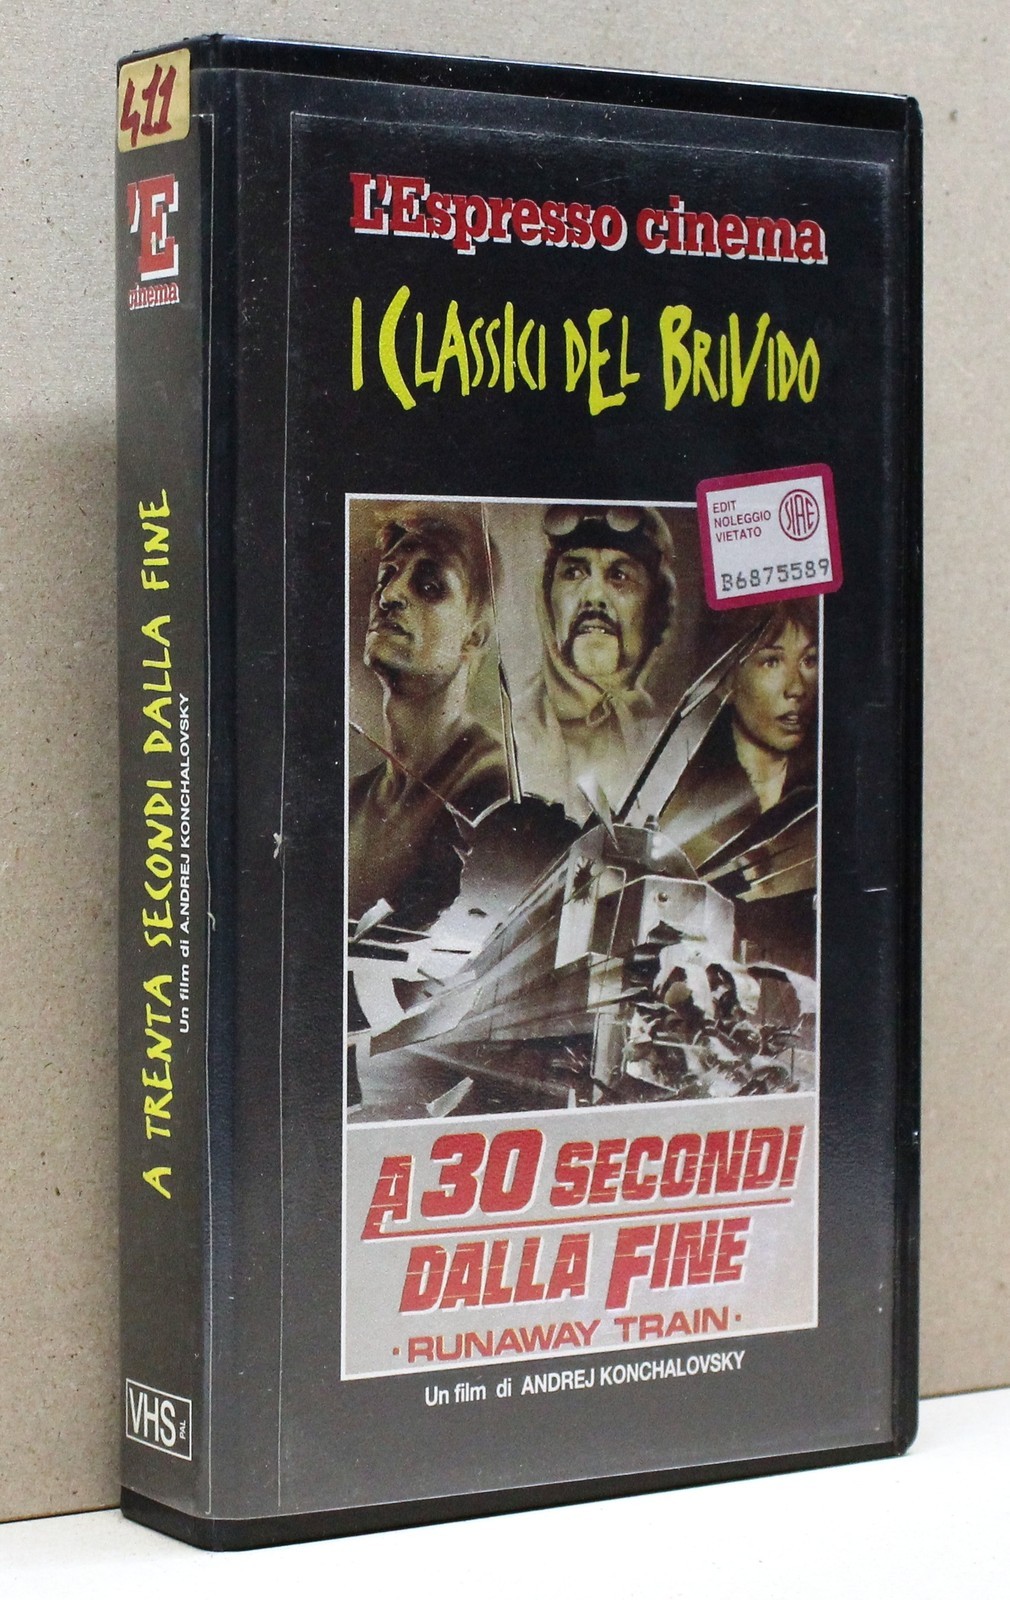 411
'E
cinema
A TRENTA SECONDI DALLA FINE
Un film di A.NDREJ KONCHALOVSKY
VHS
PAL
L'Espresso cinema
I CLASSICI DEL BRIVIDO
EDIT
NOLEGGIO
VIETATO
SIAE
B6875589
A 30 SECONDI
DALLA FINE
·RUNAWAY TRAIN·
Un film di ANDREJ KONCHALOVSKY